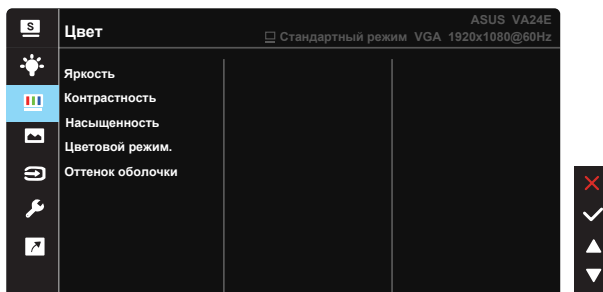 S
Цвет
ASUS VA24E
Стандартный режим VGA 1920x1080@60Hz
Яркость
Контрастность
Насыщенность
Цветовой режим.
Оттенок оболочки